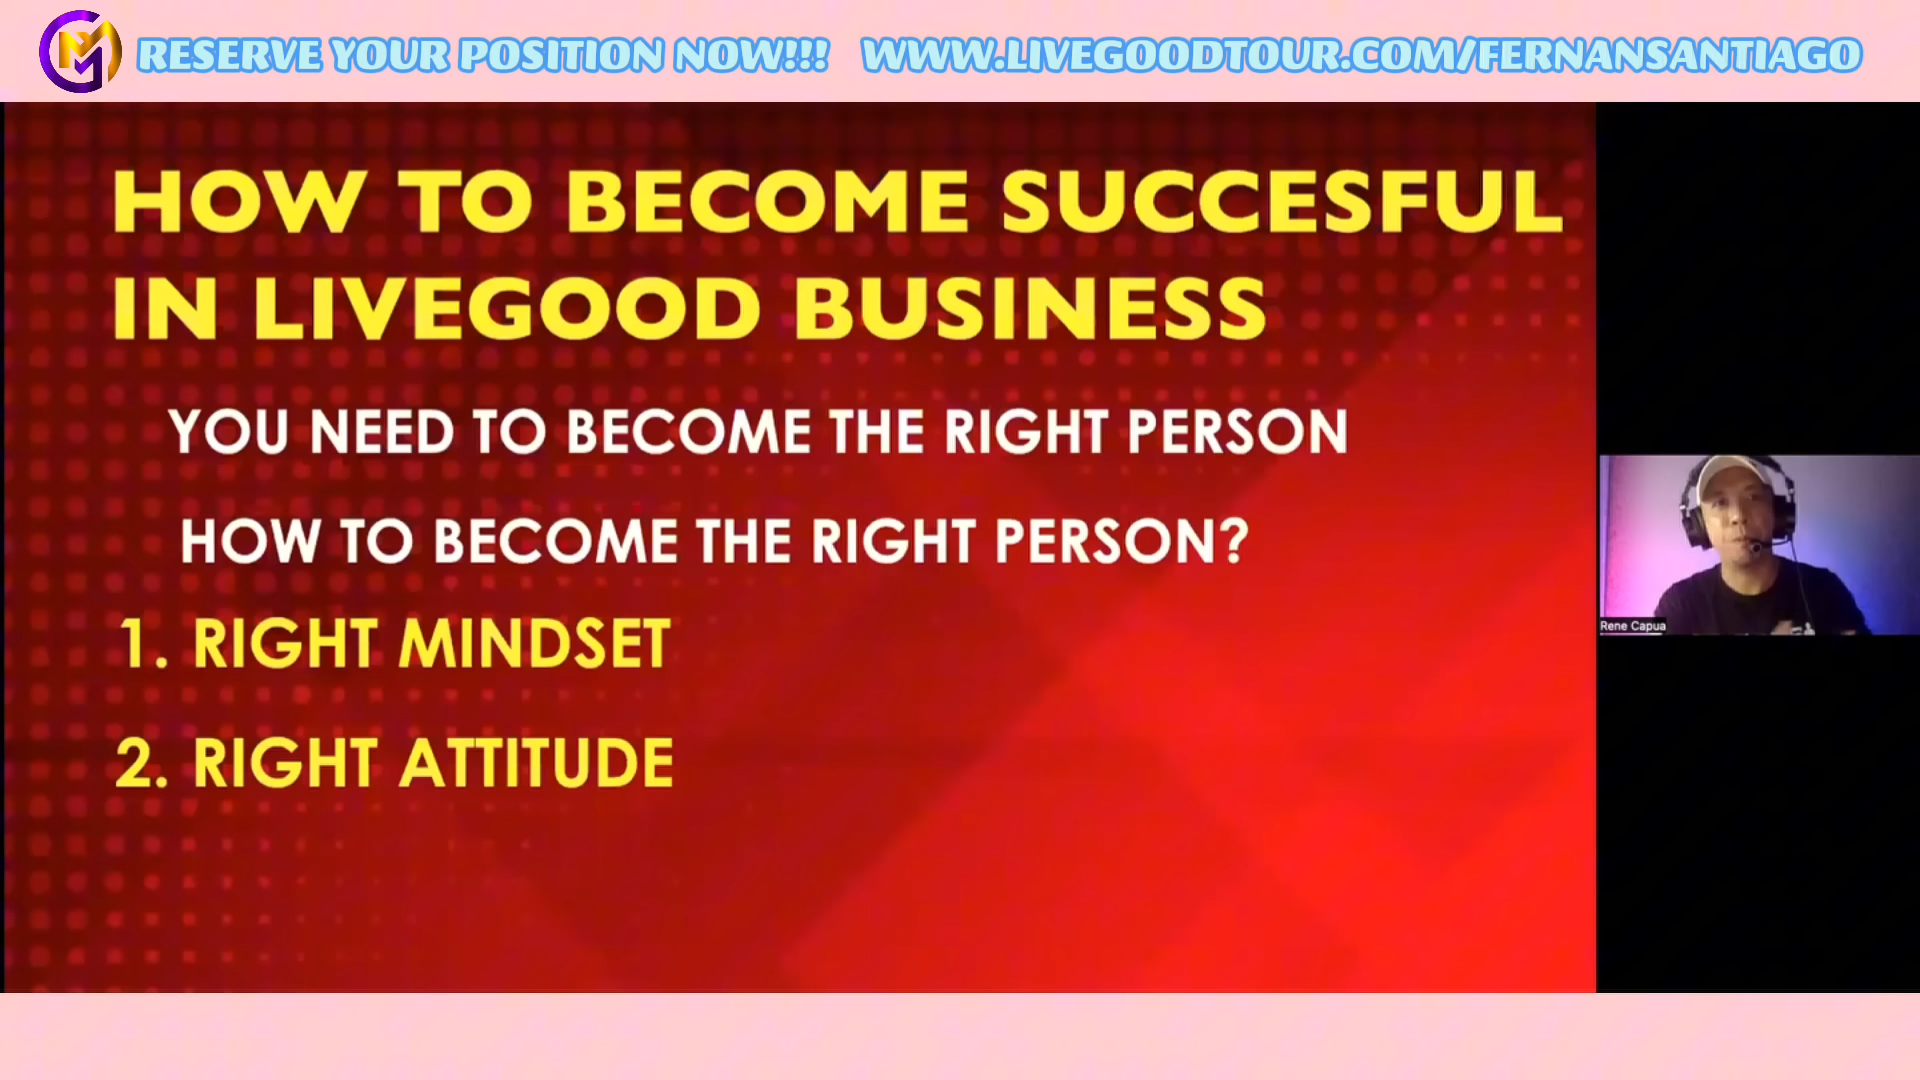 RESERVE YOUR POSITION NOW!!! WWW.LIVEGOODTOUR.COM/FERNANSANTIAGO
HOW TO BECOME SUCCESFUL
IN LIVEGOOD BUSINESS
YOU NEED TO BECOME THE RIGHT PERSON
HOW TO BECOME THE RIGHT PERSON?
1. RIGHT MINDSET
2. RIGHT ATTITUDE
Rene Capua